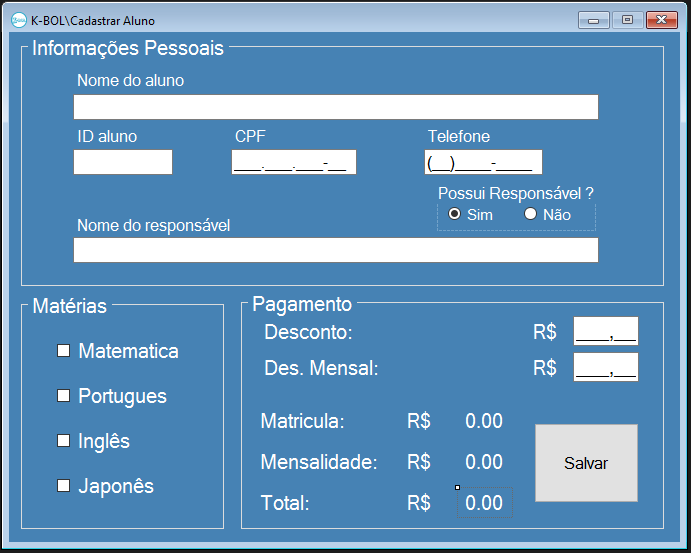 K-BOL\Cadastrar Aluno
Informações Pessoais
Nome do aluno
ID aluno CPF Telefone
___.___.___-__ (__)____-____
Possui Responsável ?
Sim Não
Nome do responsável
Matérias
Matematica
Portugues
Inglês
Japonês
Pagamento
Desconto: R$ ___,__
Des. Mensal: R$ ___,__
Matricula: R$ 0.00
Mensalidade: R$ 0.00
Total: R$ 0.00
Salvar